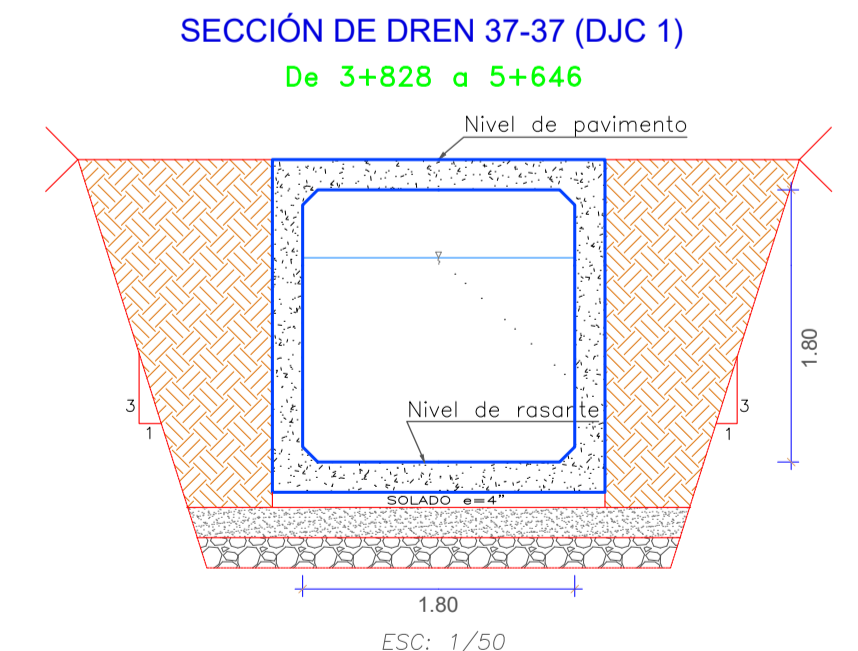 SECCIÓN DE DREN 37-37 (DJC 1)
De 3+828 a 5+646
Nivel de pavimento
1.80
3
1
3
1
Nivel de rasante
SOLADO e=4"
1.80
ESC: 1/50